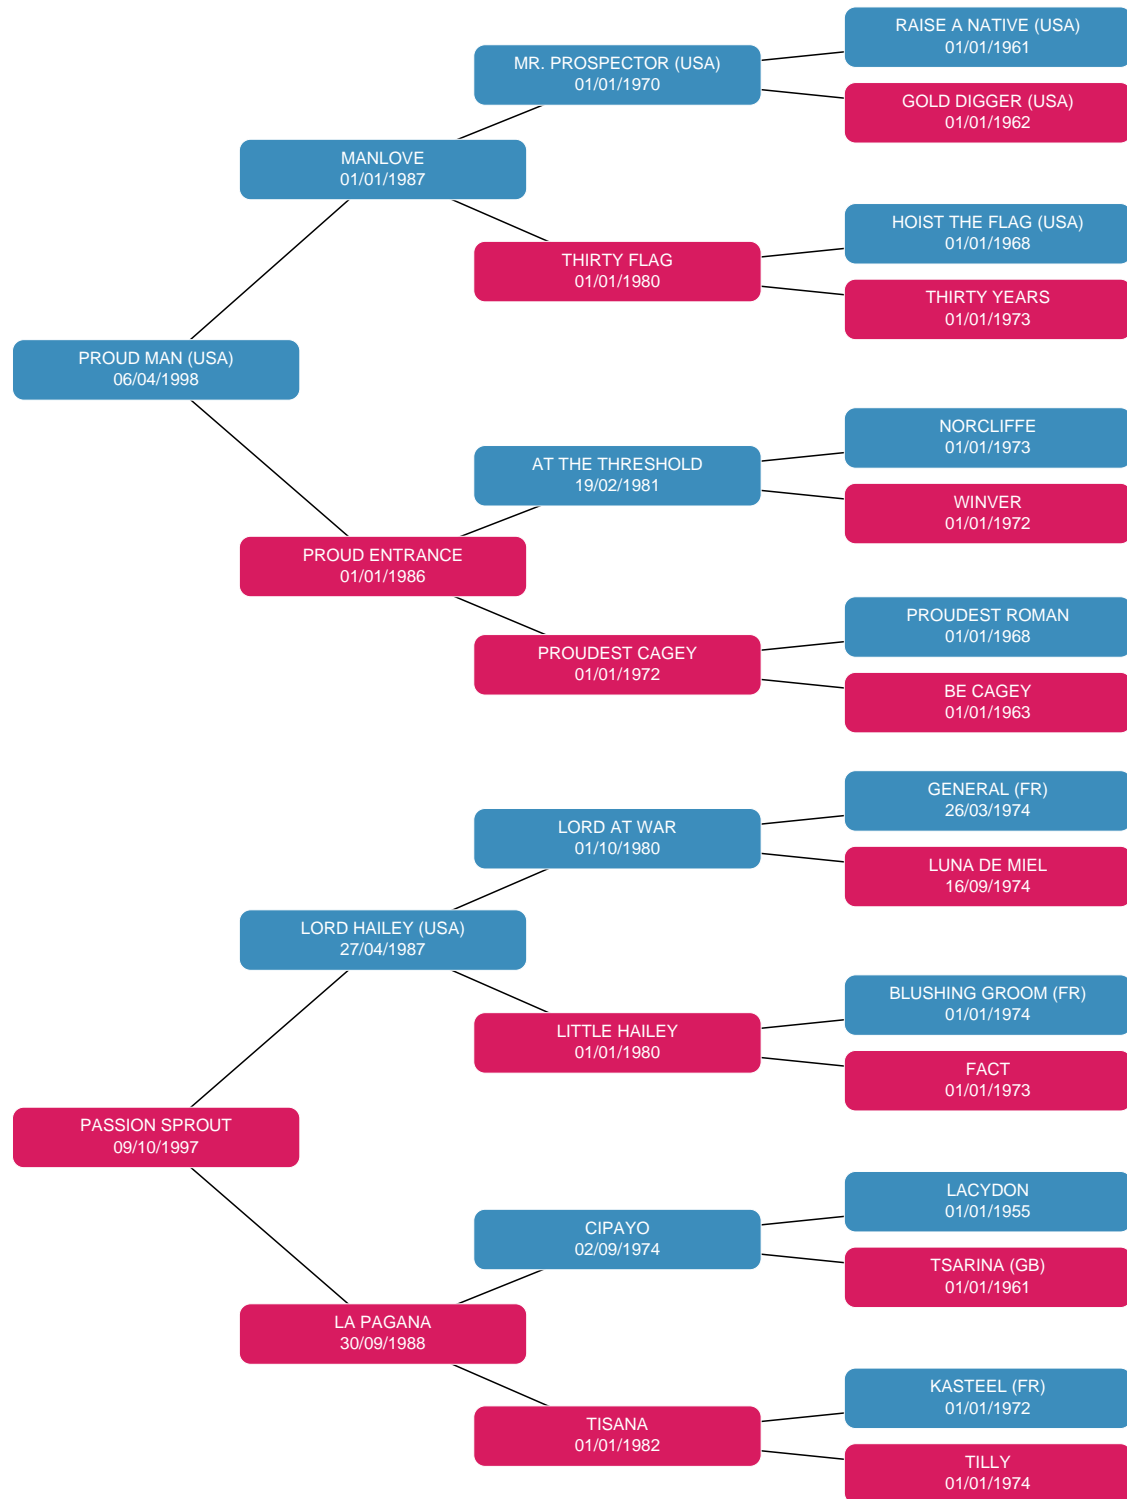 RAISE A NATIVE (USA)
01/01/1961
MR. PROSPECTOR (USA)
01/01/1970
GOLD DIGGER (USA)
01/01/1962
MANLOVE
01/01/1987
HOIST THE FLAG (USA)
01/01/1968
THIRTY FLAG
01/01/1980
THIRTY YEARS
01/01/1973
PROUD MAN (USA)
06/04/1998
NORCLIFFE
01/01/1973
AT THE THRESHOLD
19/02/1981
WINVER
01/01/1972
PROUD ENTRANCE
01/01/1986
PROUDEST ROMAN
01/01/1968
PROUDEST CAGEY
01/01/1972
BE CAGEY
01/01/1963
GENERAL (FR)
26/03/1974
LORD AT WAR
01/10/1980
LUNA DE MIEL
16/09/1974
LORD HAILEY (USA)
27/04/1987
BLUSHING GROOM (FR)
01/01/1974
LITTLE HAILEY
01/01/1980
FACT
01/01/1973
PASSION SPROUT
09/10/1997
LACYDON
01/01/1955
CIPAYO
02/09/1974
TSARINA (GB)
01/01/1961
LA PAGANA
30/09/1988
KASTEEL (FR)
01/01/1972
TISANA
01/01/1982
TILLY
01/01/1974